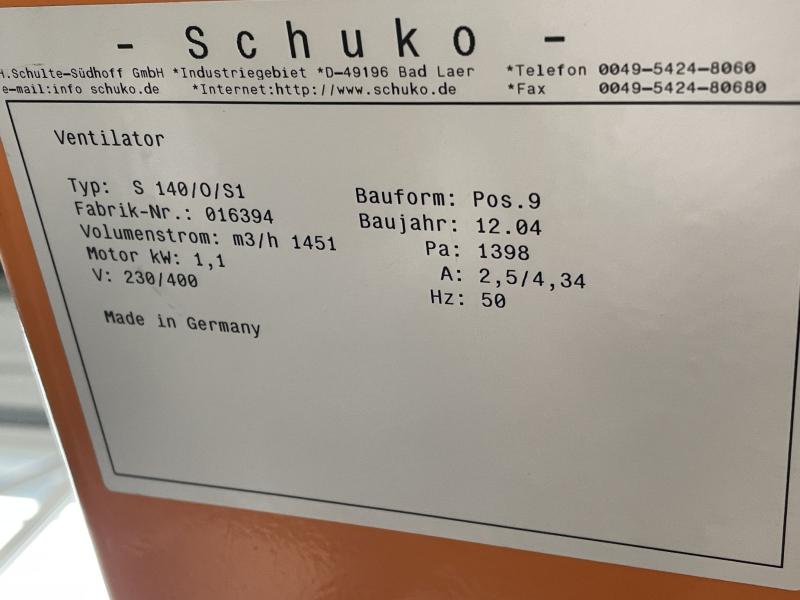 - Schuko -
H.Schulte-Südhoff GmbH *Industriegebiet *D-49196 Bad Laer *Telefon 0049-5424-8060
e-mail:info schuko.de *Internet:http://www.schuko.de *Fax 0049-5424-80680
Ventilator
Typ: S 140/O/S1 Bauform: Pos.9
Fabrik-Nr.: 016394 Baujahr: 12.04
Volumenstrom: m3/h 1451 Pa: 1398
Motor kW: 1,1 A: 2,5/4,34
V: 230/400 Hz: 50
Made in Germany